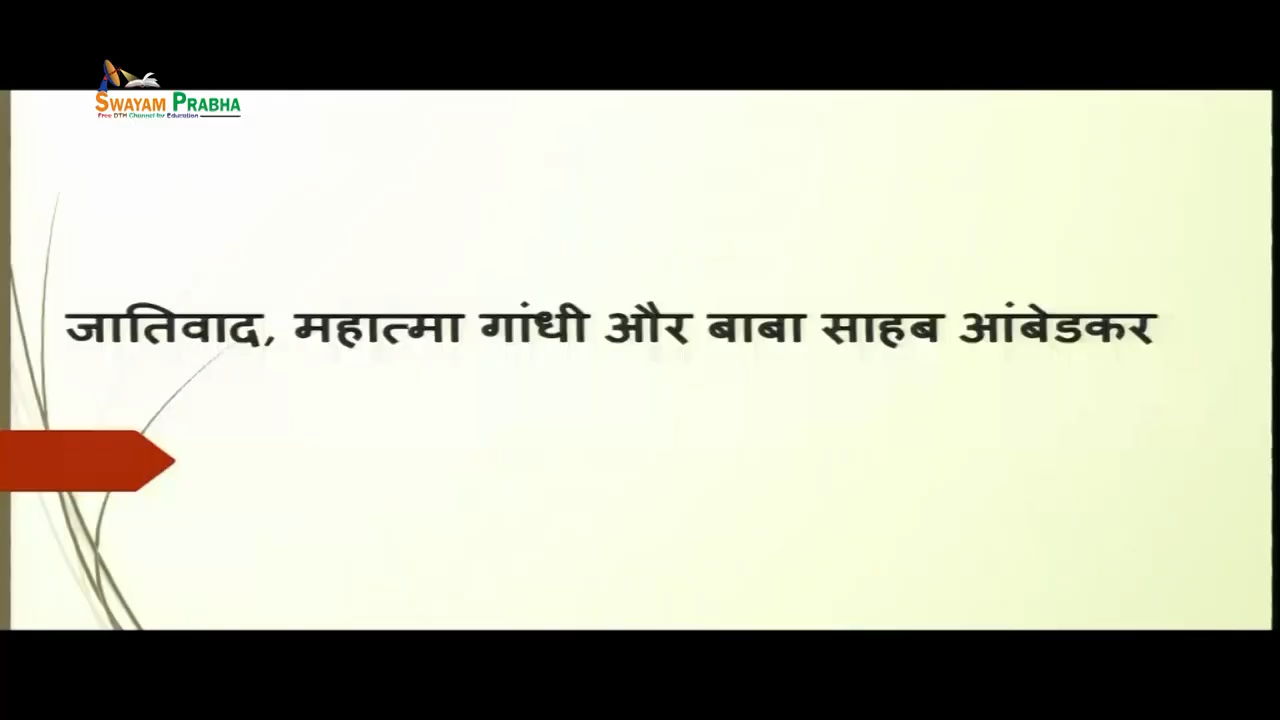 SWAYAM PRABHA
Free DTH Channel for Education
जातिवाद, महात्मा गांधी और बाबा साहब आंबेडकर